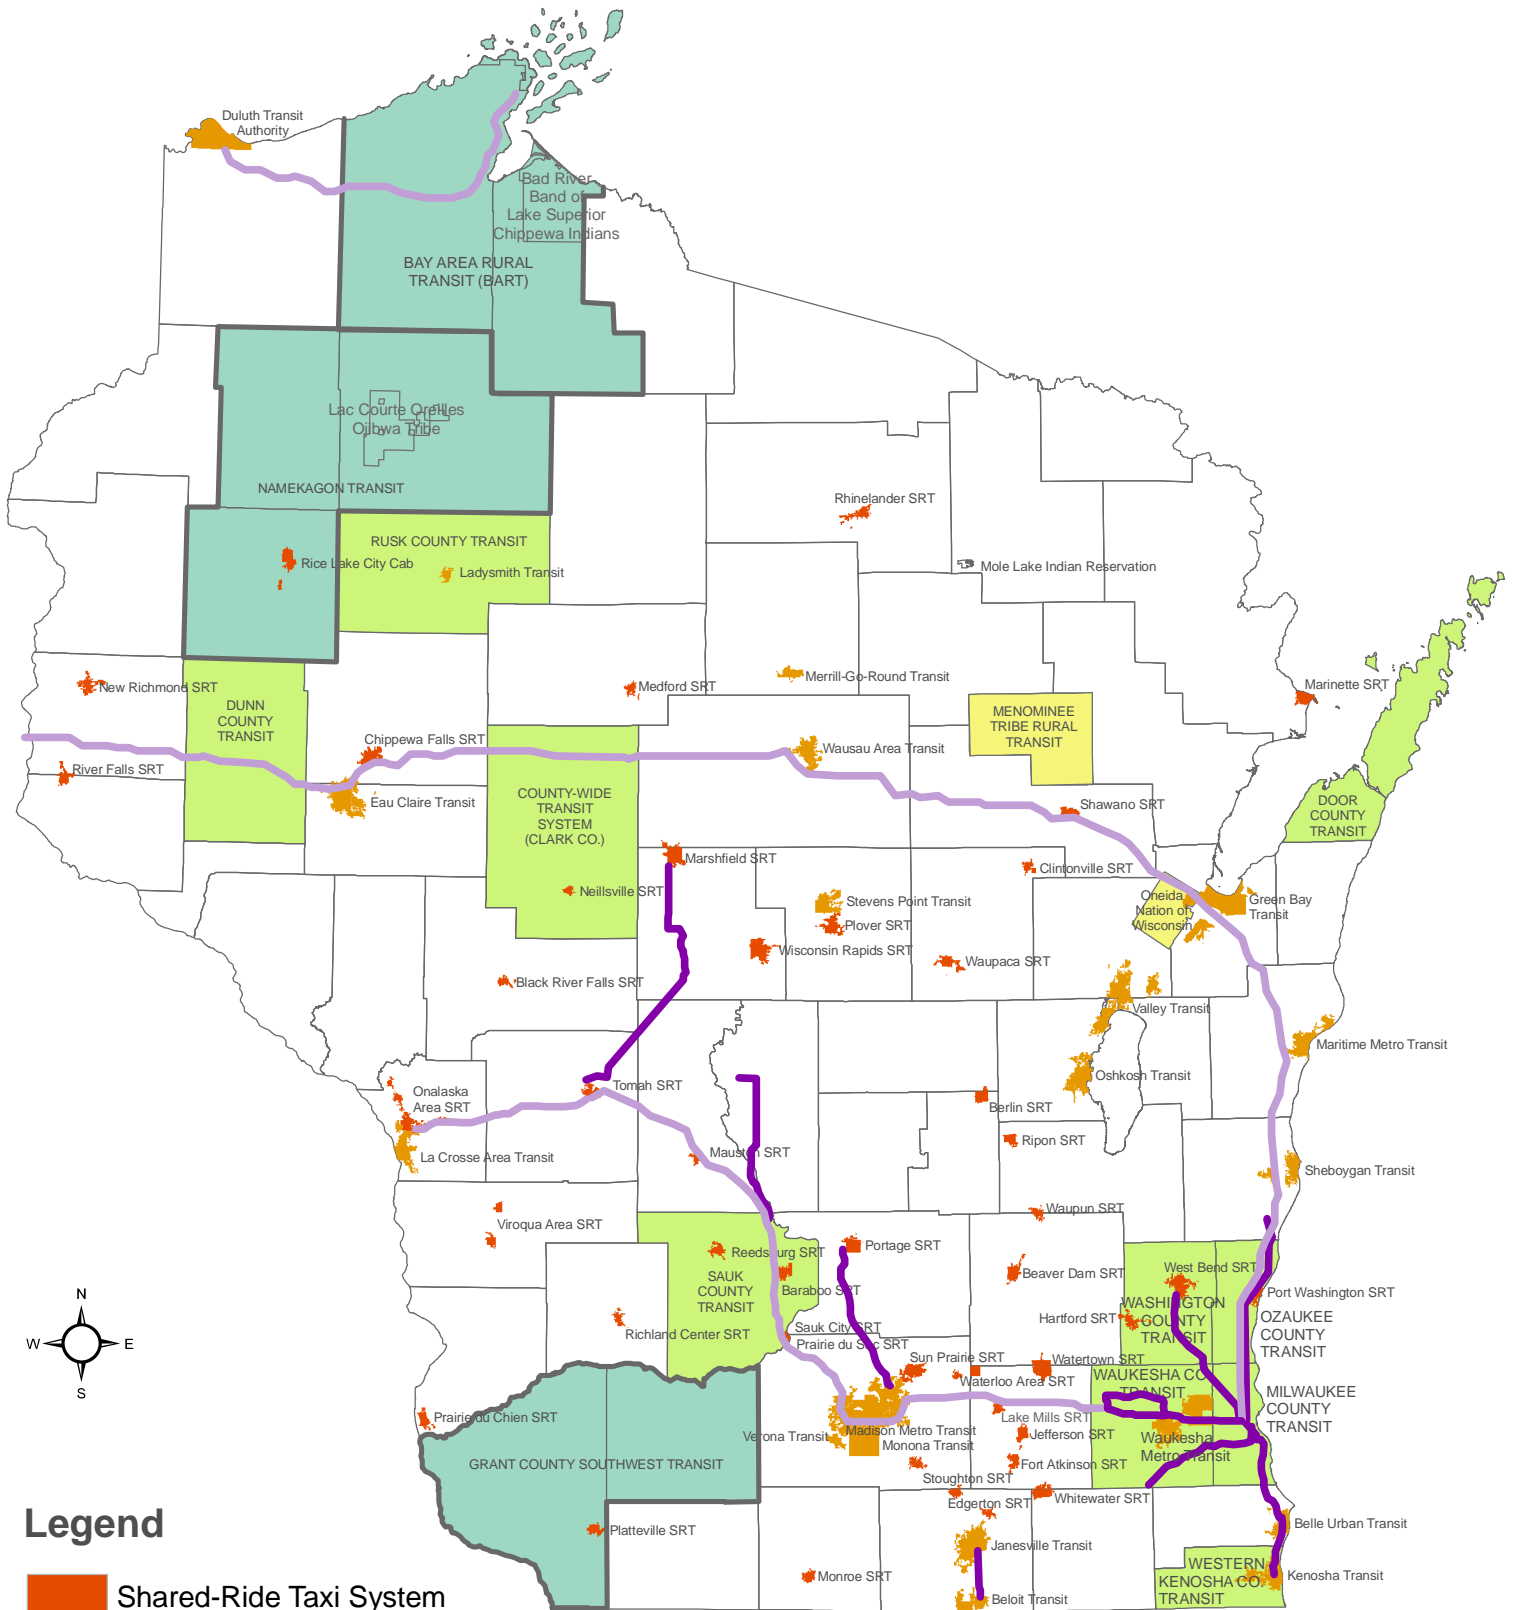 Duluth Transit
Authority
Bad River
Band of
Lake Superior
Chippewa Indians
BAY AREA RURAL
TRANSIT (BART)
Lac Courte Oreilles
Ojibwa Tribe
NAMEKAGON TRANSIT
Rhinelander SRT
RUSK COUNTY TRANSIT
Rice Lake City Cab
Ladysmith Transit
Mole Lake Indian Reservation
New Richmond SRT
Medford SRT
Merrill-Go-Round Transit
Marinette SRT
DUNN
COUNTY
TRANSIT
MENOMINEE
TRIBE RURAL
TRANSIT
Chippewa Falls SRT
Wausau Area Transit
River Falls SRT
Eau Claire Transit
COUNTY-WIDE
TRANSIT
SYSTEM
(CLARK CO.)
Shawano SRT
DOOR
COUNTY
TRANSIT
Marshfield SRT
Clintonville SRT
Neillsville SRT
Stevens Point Transit
Oneida
Nation of
Wisconsin
Green Bay
Transit
Plover SRT
Wisconsin Rapids SRT
Waupaca SRT
Black River Falls SRT
Valley Transit
Maritime Metro Transit
Oshkosh Transit
Tomah SRT
Onalaska
Area SRT
Berlin SRT
Ripon SRT
La Crosse Area Transit
Mauston SRT
Sheboygan Transit
Waupun SRT
Viroqua Area SRT
Reedsburg SRT
Portage SRT
SAUK
COUNTY
TRANSIT
Baraboo SRT
Beaver Dam SRT
West Bend SRT
Port Washington SRT
Hartford SRT
WASHINGTON
COUNTY
TRANSIT
OZAUKEE
COUNTY
TRANSIT
N
W
E
S
Richland Center SRT
Sauk City SRT
Prairie du Sac SRT
Sun Prairie SRT
Watertown SRT
Waterloo Area SRT
WAUKESHA CO.
TRANSIT
MILWAUKEE
COUNTY
TRANSIT
Prairie du Chien SRT
Lake Mills SRT
Verona Transit
Madison Metro Transit
Monona Transit
Jefferson SRT
Waukesha
Metro Transit
GRANT COUNTY SOUTHWEST TRANSIT
Fort Atkinson SRT
Stoughton SRT
Edgerton SRT
Whitewater SRT
Platteville SRT
Belle Urban Transit
Janesville Transit
Monroe SRT
WESTERN
KENOSHA CO.
TRANSIT
Kenosha Transit
Beloit Transit
Legend
Shared-Ride Taxi System